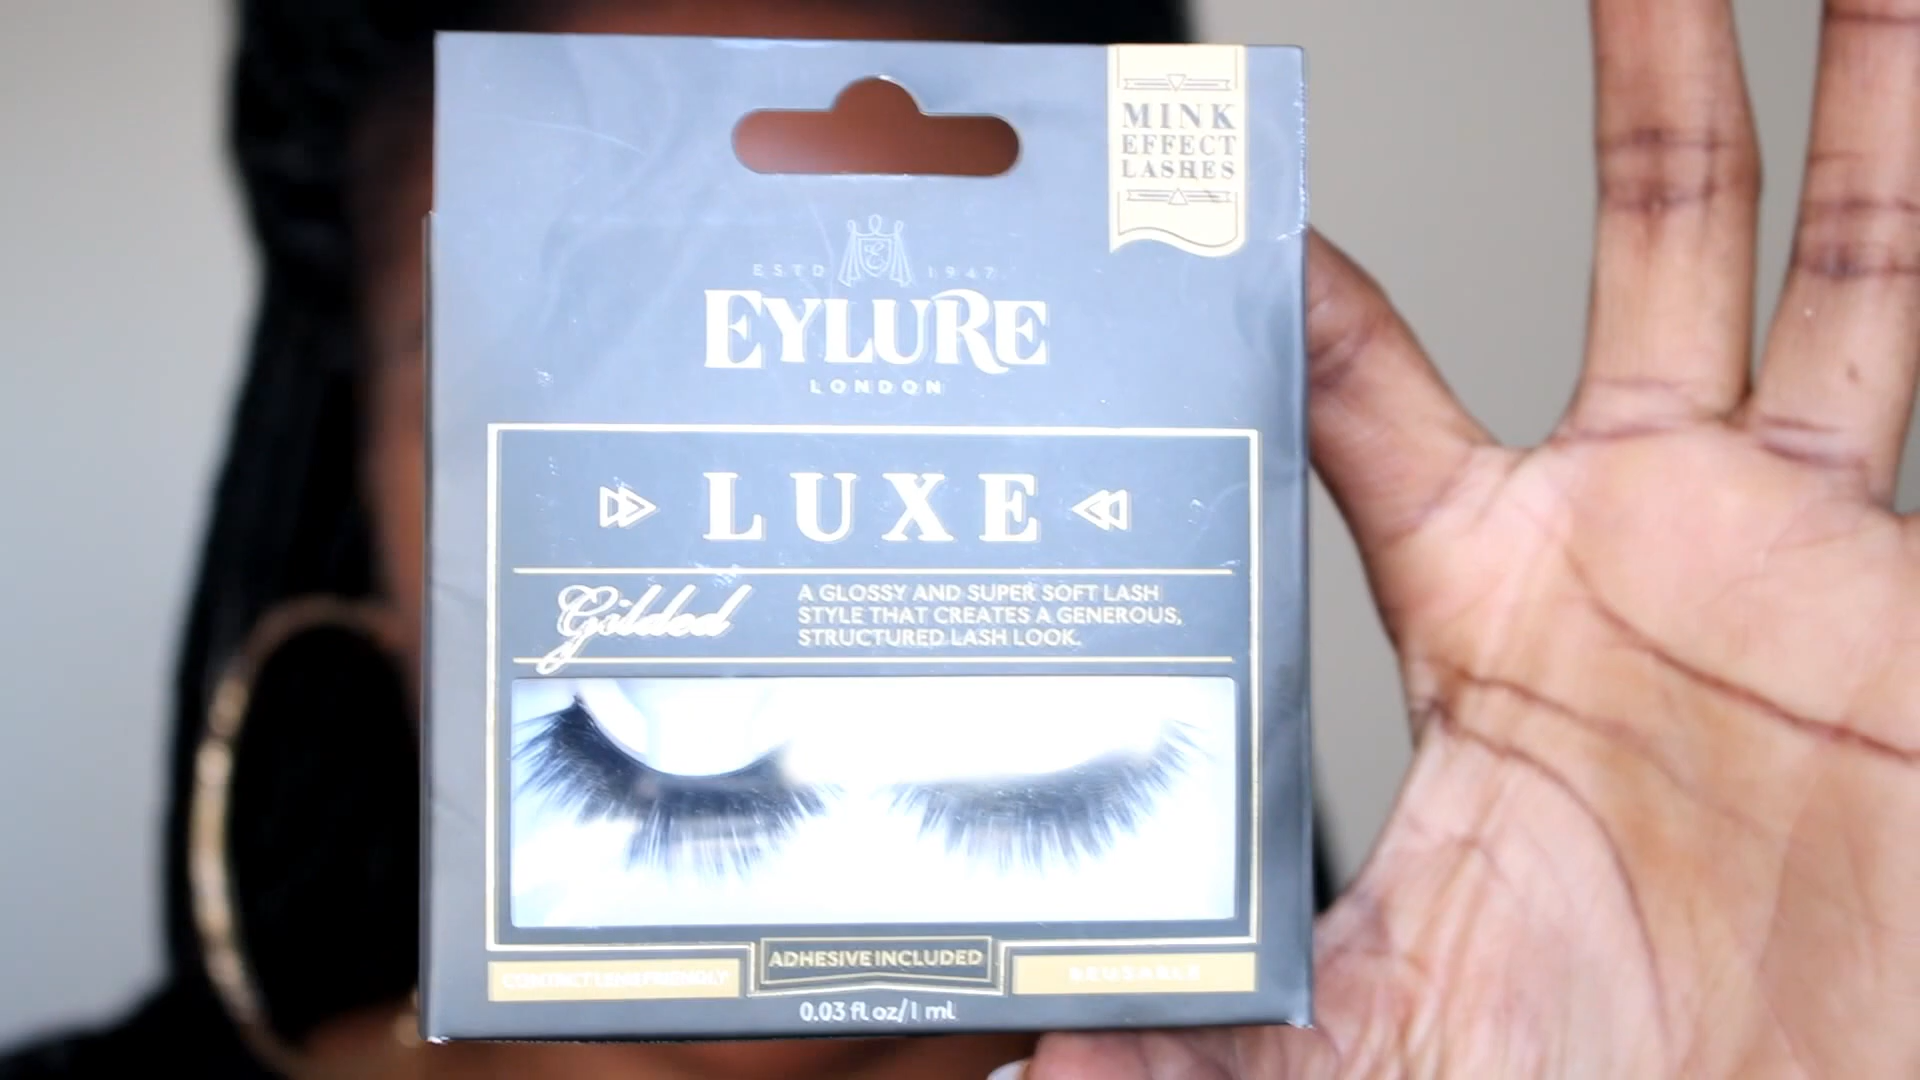 MINK
EFFECT
LASHES
ESTD 1947
EYLURE
LONDON
LUXE
Gilded
A GLOSSY AND SUPER SOFT LASH
STYLE THAT CREATES A GENEROUS,
STRUCTURED LASH LOOK.
ADHESIVE INCLUDED
CONTACT LENS FRIENDLY
REUSABLE
0.03 fl oz/1 ml